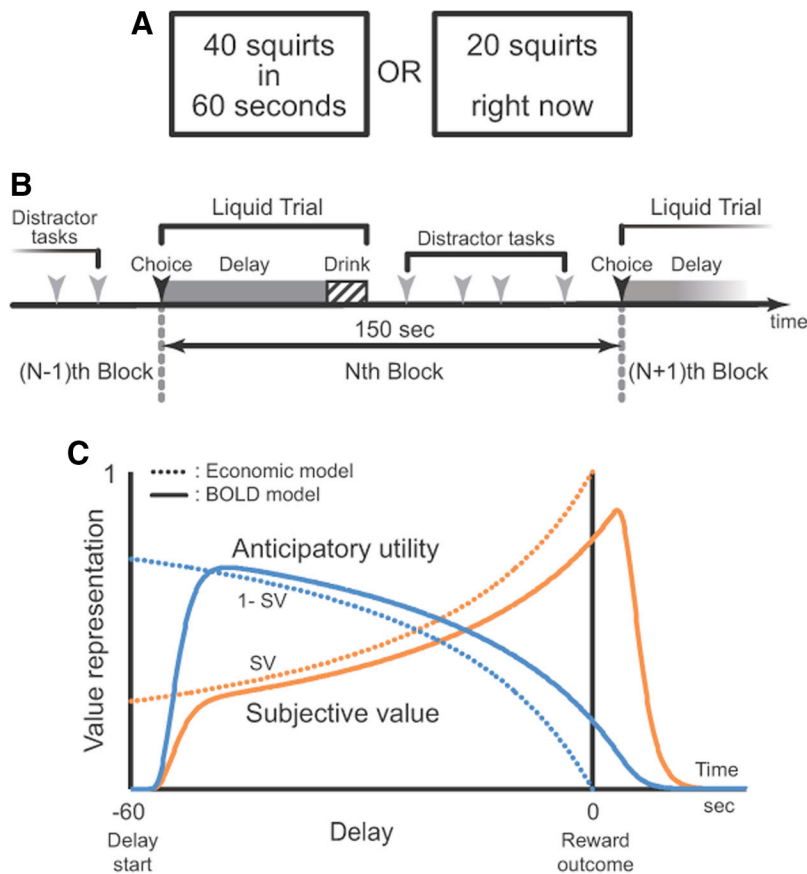 A
40 squirts
in
60 seconds
OR
20 squirts
right now
B
Distractor
tasks
Liquid Trial
Choice
Delay
Drink
Distractor tasks
Liquid Trial
Choice
Delay
time
150 sec
(N-1)th Block
Nth Block
(N+1)th Block
C
1
: Economic model
: BOLD model
Value representation
Anticipatory utility
1- SV
SV
Subjective value
Time
sec
-60
0
Delay
start
Delay
Reward
outcome